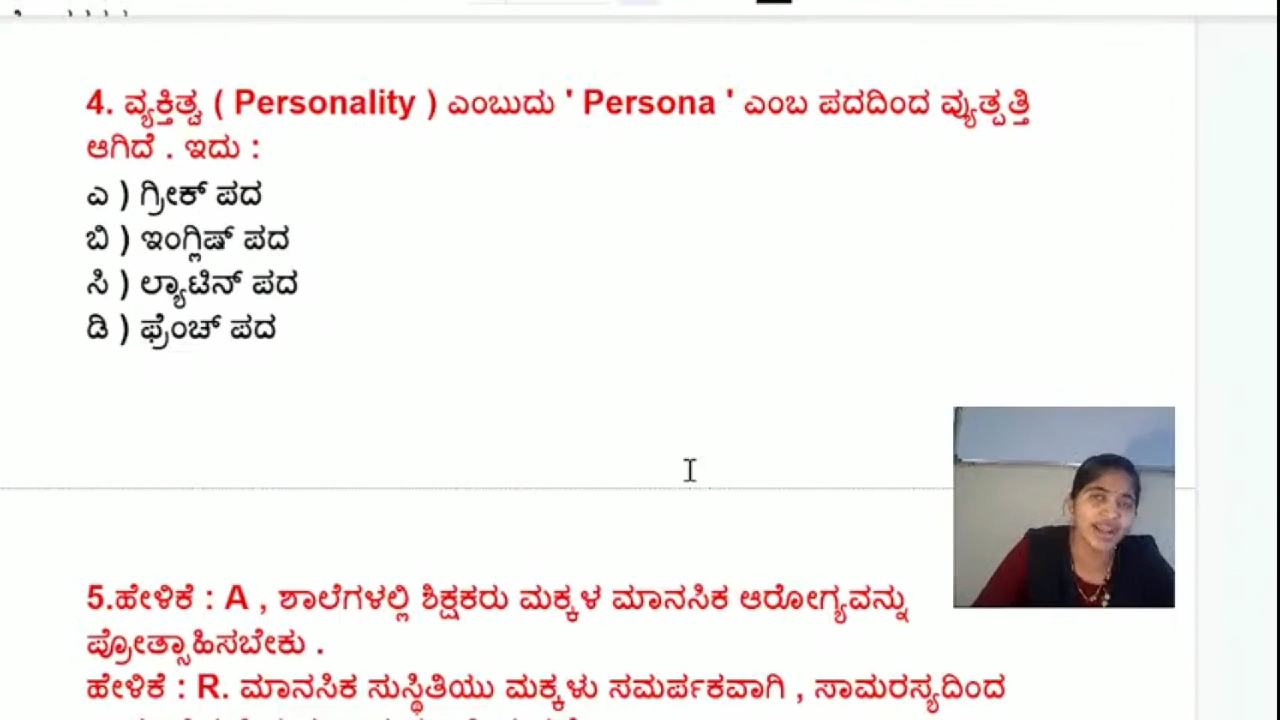 4. ವ್ಯಕ್ತಿತ್ವ ( Personality ) ಎಂಬುದು ' Persona ' ಎಂಬ ಪದದಿಂದ ವ್ಯುತ್ಪತ್ತಿ
ಆಗಿದೆ . ಇದು :
ಎ ) ಗ್ರೀಕ್ ಪದ
ಬಿ ) ಇಂಗ್ಲಿಷ್ ಪದ
ಸಿ ) ಲ್ಯಾಟಿನ್ ಪದ
ಡಿ ) ಫ್ರೆಂಚ್ ಪದ
5.ಹೇಳಿಕೆ : A , ಶಾಲೆಗಳಲ್ಲಿ ಶಿಕ್ಷಕರು ಮಕ್ಕಳ ಮಾನಸಿಕ ಆರೋಗ್ಯವನ್ನು
ಪ್ರೋತ್ಸಾಹಿಸಬೇಕು .
ಹೇಳಿಕೆ : R. ಮಾನಸಿಕ ಸುಸ್ಥಿತಿಯು ಮಕ್ಕಳು ಸಮರ್ಪಕವಾಗಿ , ಸಾಮರಸ್ಯದಿಂದ